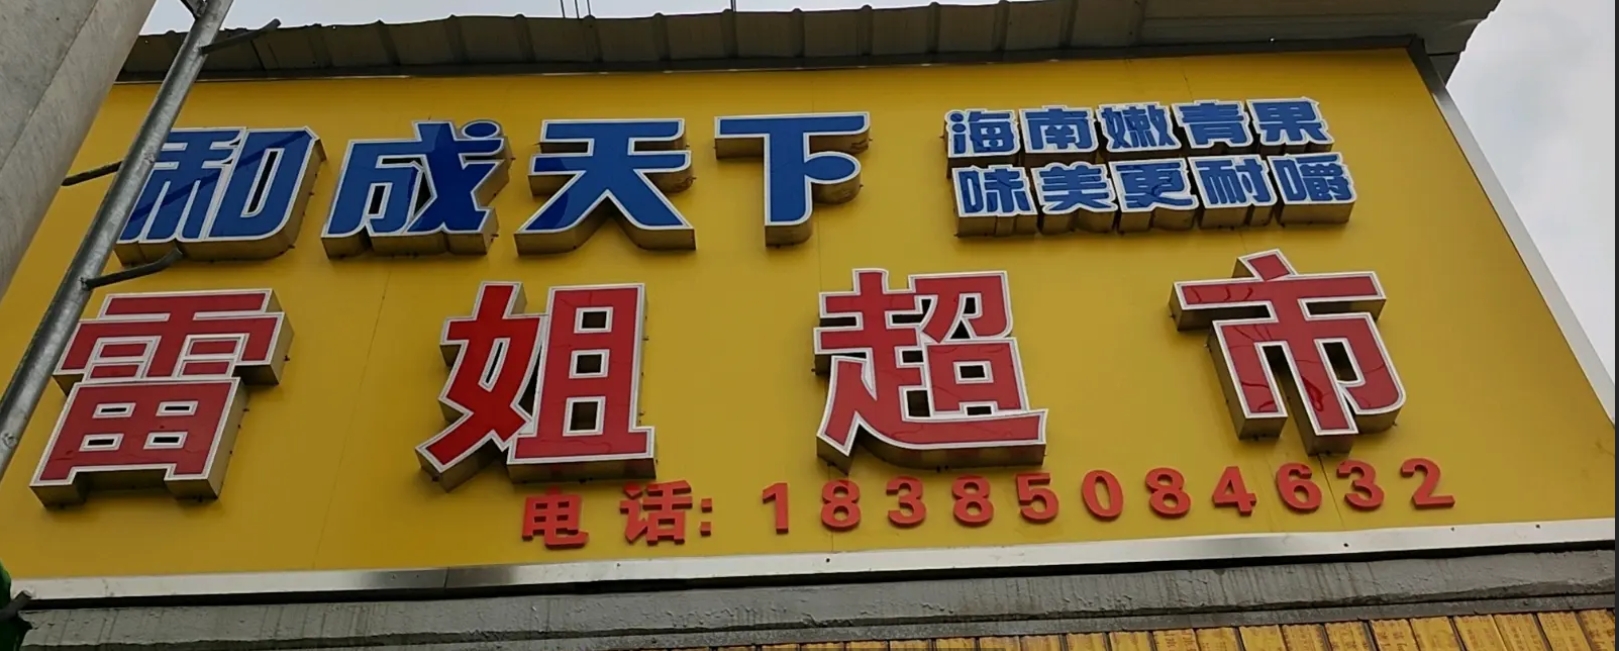 和成天下
海南嫩青果
味美更耐嚼
雷姐超市
电话:18385084632